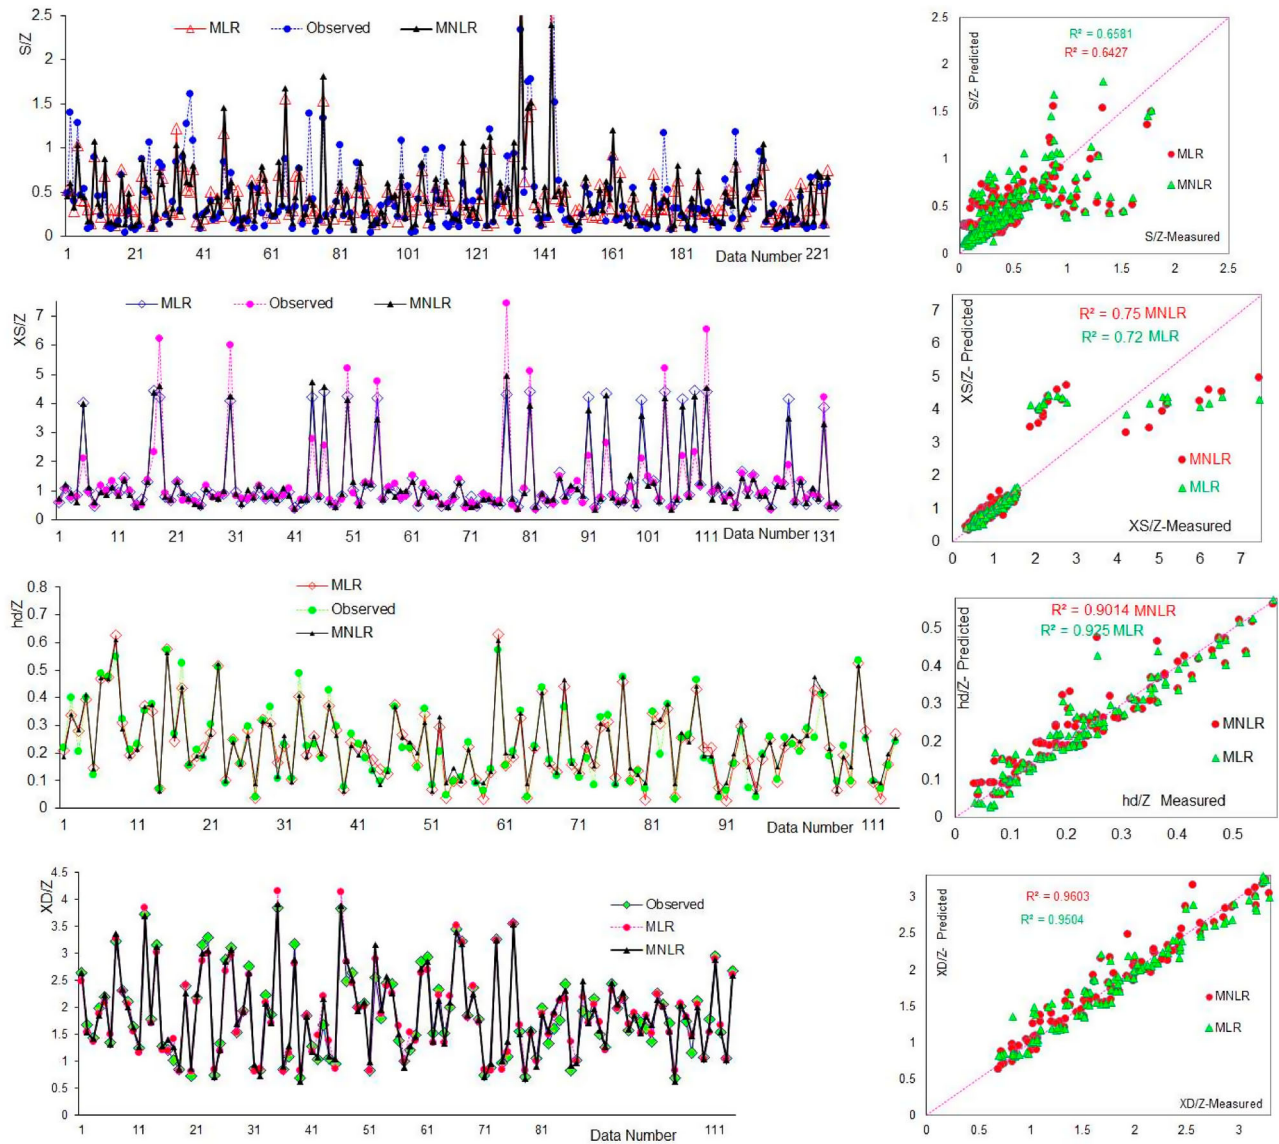 S/Z
2.5
2
1.5
1
0.5
0
MLR Observed MNLR
1 21 41 61 81 101 121 141 161 181 Data Number 221
S/Z- Predicted
2.5
2
1.5
1
0.5
0
R² = 0.6581
R² = 0.6427
MLR
MNLR
S/Z-Measured
0 0.5 1 1.5 2 2.5
XS/Z
7
6
5
4
3
2
1
0
MLR Observed MNLR
1 11 21 31 41 51 61 71 81 91 101 111 Data Number 131
XS/Z- Predicted
7
6
5
4
3
2
1
0
R² = 0.75 MNLR
R² = 0.72 MLR
MNLR
MLR
XS/Z-Measured
0 1 2 3 4 5 6 7
hd/Z
0.8
0.7
0.6
0.5
0.4
0.3
0.2
0.1
0
MLR
Observed
MNLR
1 11 21 31 41 51 61 71 81 91 Data Number 111
hd/Z- Predicted
0.5
0.4
0.3
0.2
0.1
0
R² = 0.9014 MNLR
R² = 0.925 MLR
MNLR
MLR
hd/Z Measured
0 0.1 0.2 0.3 0.4 0.5
XD/Z
4.5
4
3.5
3
2.5
2
1.5
1
0.5
0
Observed
MLR
MNLR
1 11 21 31 41 51 61 71 81 Data Number 111
XD/Z- Predicted
3
2.5
2
1.5
1
0.5
0
R² = 0.9603
R² = 0.9504
MNLR
MLR
XD/Z-Measured
0 0.5 1 1.5 2 2.5 3